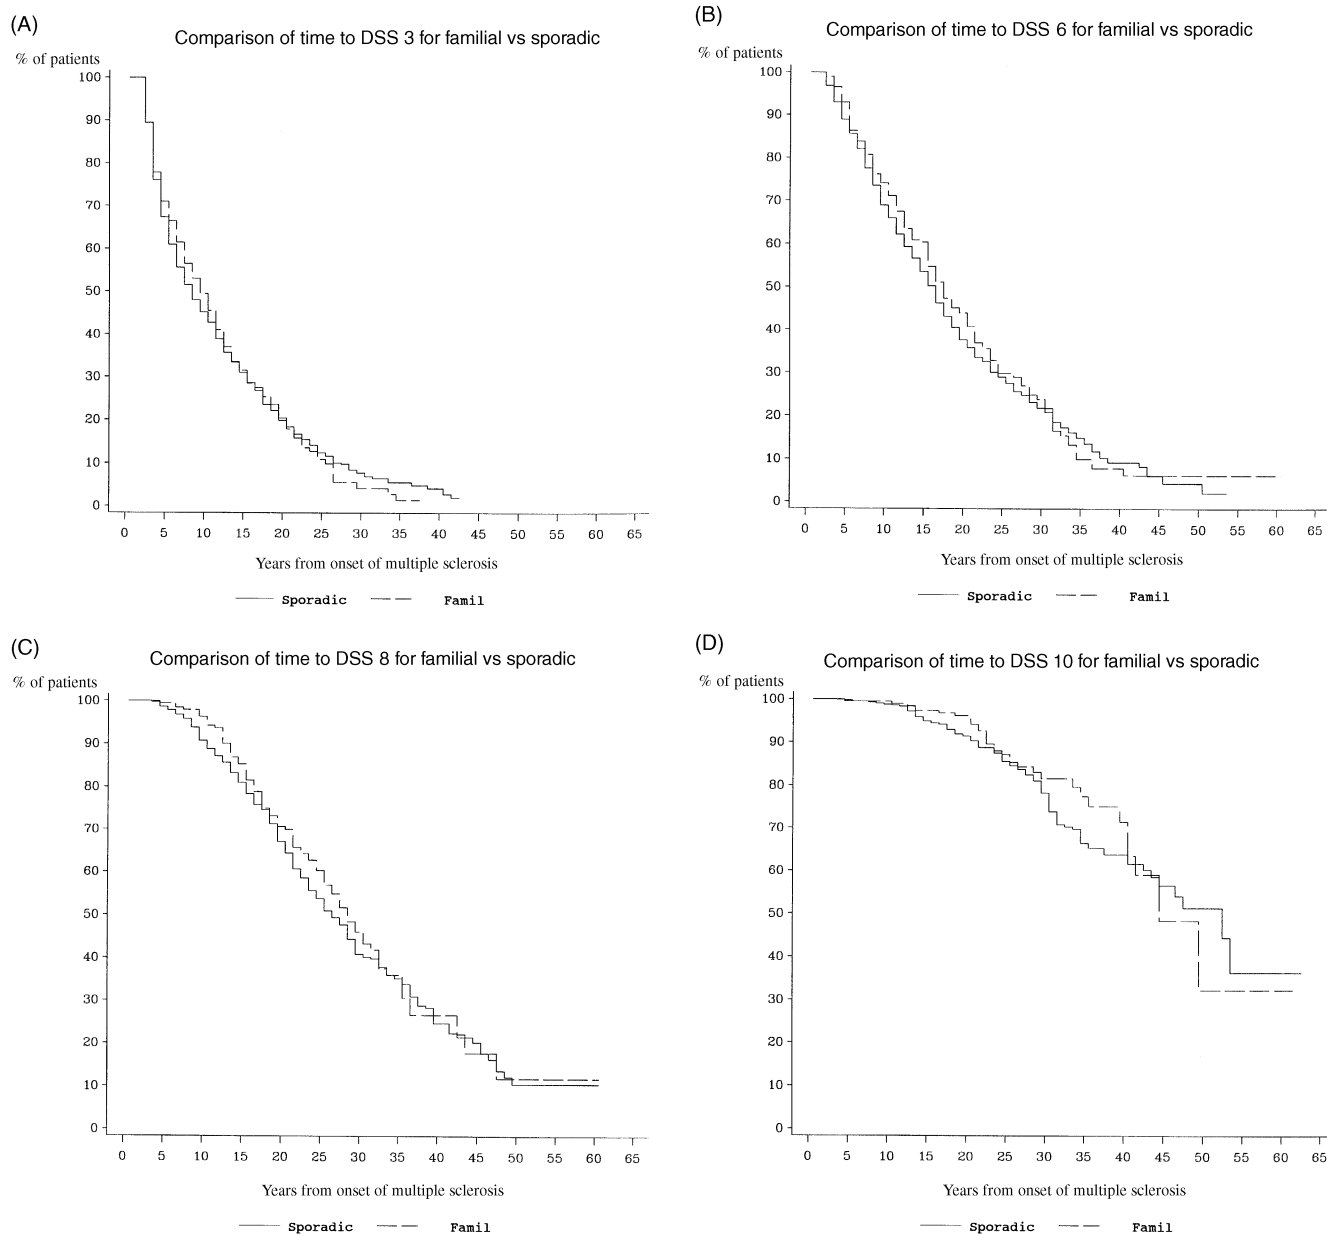 (A)
Comparison of time to DSS 3 for familial vs sporadic
% of patients
100
90
80
70
60
50
40
30
20
10
0
0 5 10 15 20 25 30 35 40 45 50 55 60 65
Years from onset of multiple sclerosis
Sporadic Famil
(B)
Comparison of time to DSS 6 for familial vs sporadic
% of patients
100
90
80
70
60
50
40
30
20
10
0
0 5 10 15 20 25 30 35 40 45 50 55 60 65
Years from onset of multiple sclerosis
Sporadic Famil
(C)
Comparison of time to DSS 8 for familial vs sporadic
% of patients
100
90
80
70
60
50
40
30
20
10
0
0 5 10 15 20 25 30 35 40 45 50 55 60 65
Years from onset of multiple sclerosis
Sporadic Famil
(D)
Comparison of time to DSS 10 for familial vs sporadic
% of patients
100
90
80
70
60
50
40
30
20
10
0
0 5 10 15 20 25 30 35 40 45 50 55 60 65
Years from onset of multiple sclerosis
Sporadic Famil